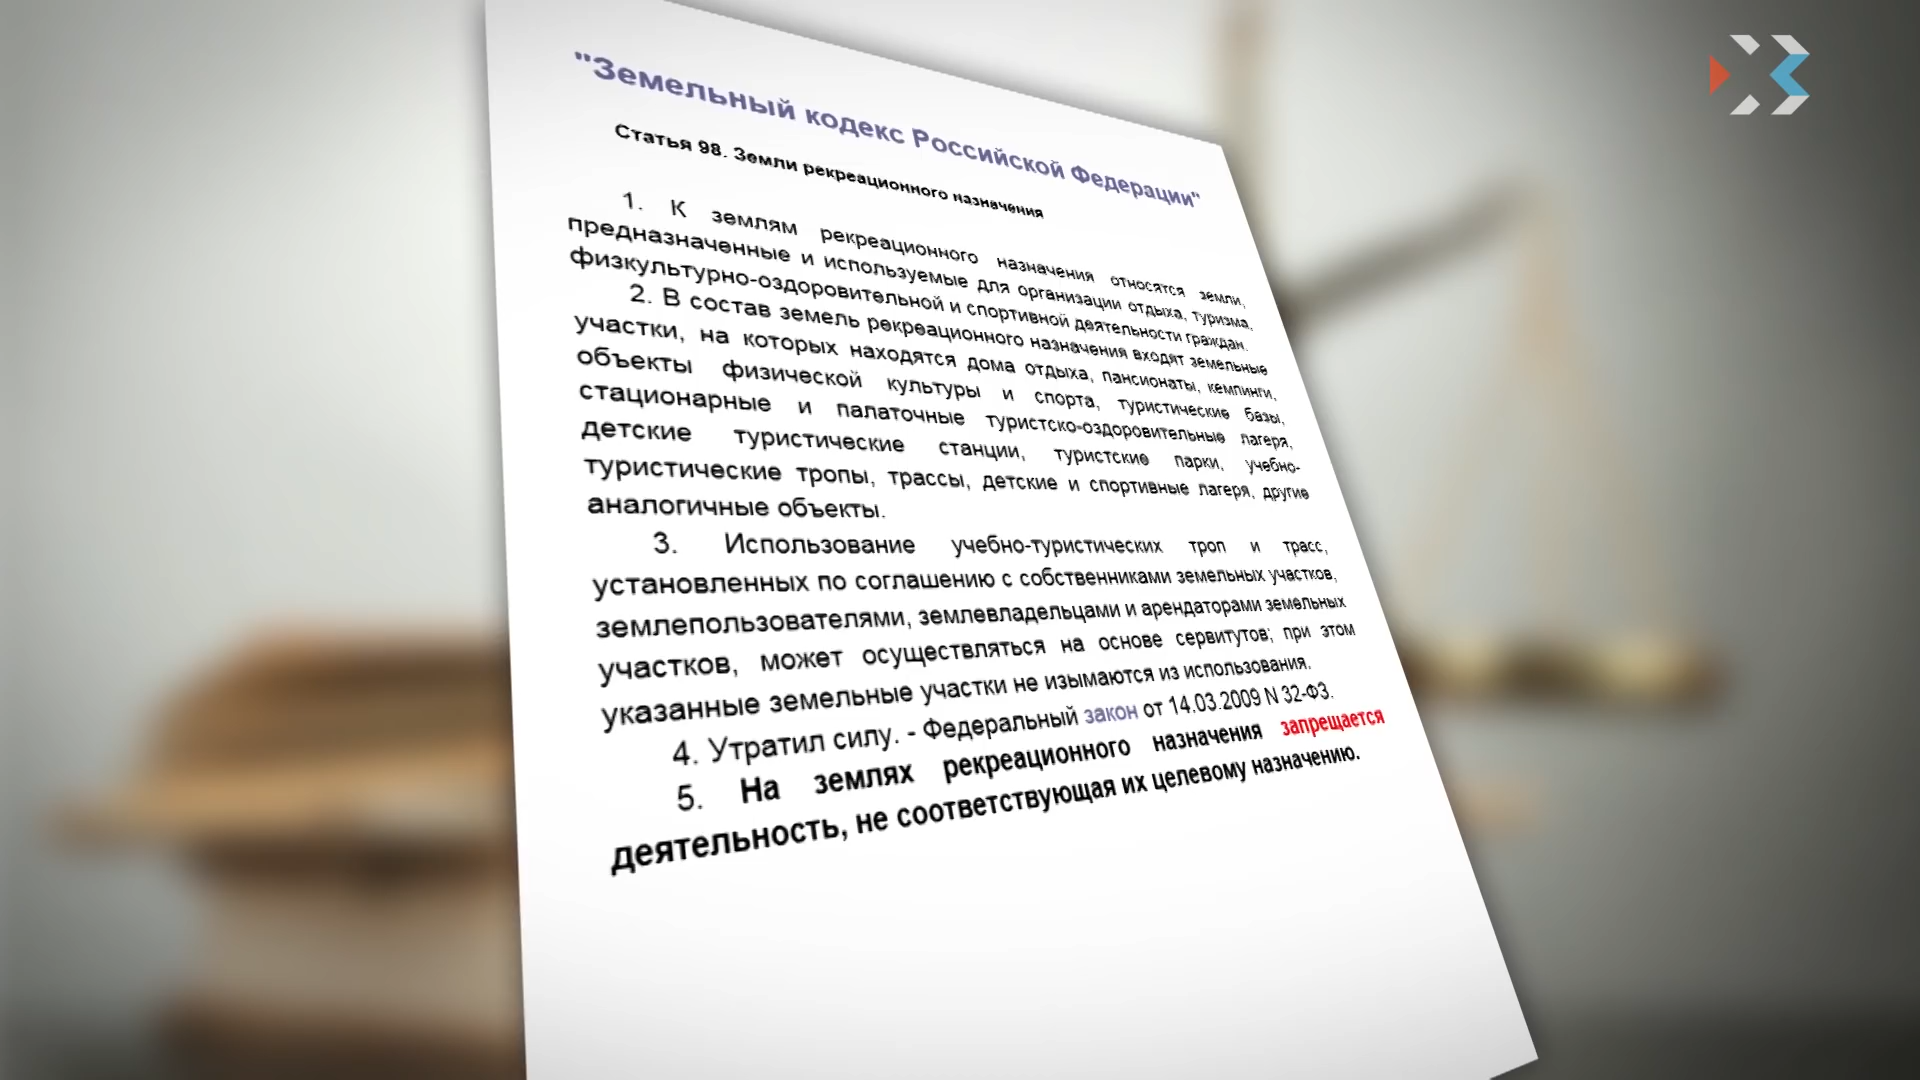 "Земельный кодекс Российской Федерации"
Статья 98. Земли рекреационного назначения
1. К землям рекреационного назначения относятся земли,
предназначенные и используемые для организации отдыха, туризма,
физкультурно-оздоровительной и спортивной деятельности граждан.
2. В состав земель рекреационного назначения входят земельные
участки, на которых находятся дома отдыха, пансионаты, кемпинги,
объекты физической культуры и спорта, туристические базы,
стационарные и палаточные туристско-оздоровительные лагеря,
детские туристические станции, туристские парки, учебно-
туристические тропы, трассы, детские и спортивные лагеря, другие
аналогичные объекты.
3. Использование учебно-туристических троп и трасс,
установленных по соглашению с собственниками земельных участков,
землепользователями, землевладельцами и арендаторами земельных
участков, может осуществляться на основе сервитутов; при этом
указанные земельные участки не изымаются из использования.
4. Утратил силу. - Федеральный закон от 14.03.2009 N 32-ФЗ.
5. На землях рекреационного назначения запрещается
деятельность, не соответствующая их целевому назначению.